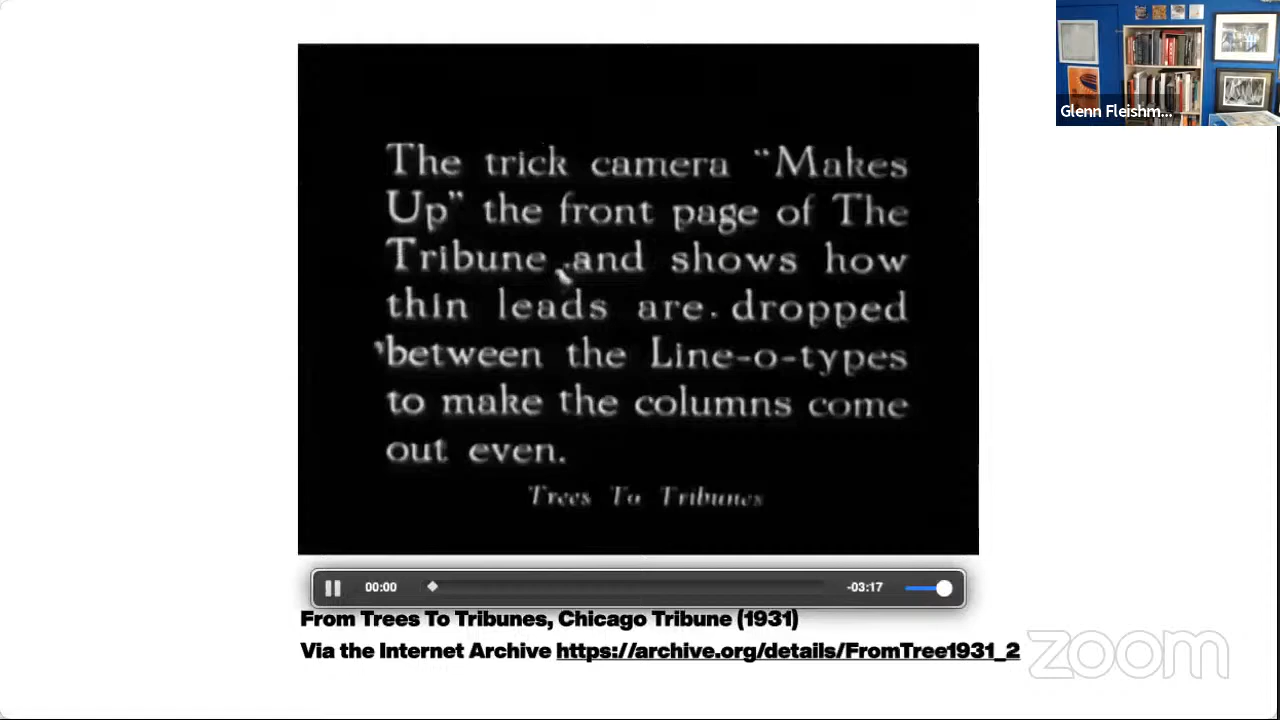 The trick camera "Makes
Up" the front page of The
Tribune and shows how
thin leads are dropped
between the Line-o-types
to make the columns come
out even.
Trees To Tribunes
00:00
-03:17
From Trees To Tribunes, Chicago Tribune (1931)
Via the Internet Archive https://archive.org/details/FromTree1931_2
Glenn Fleishm...
zoom